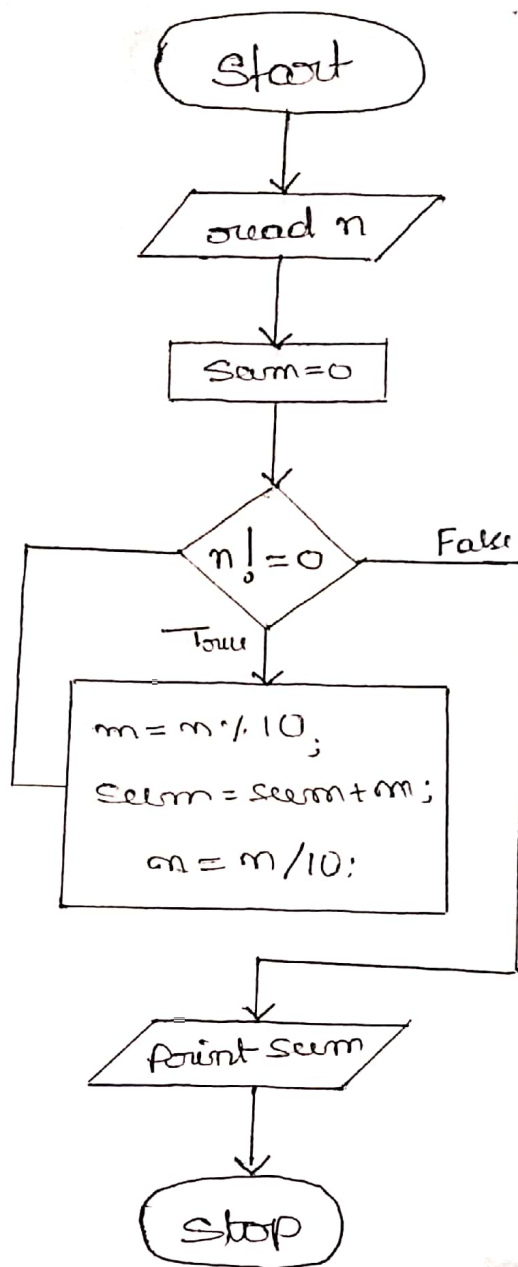 Start
read n
Sum=0
n!=0
False
True
m = n % 10;
sum = sum + m;
n = n/10;
print sum
Stop